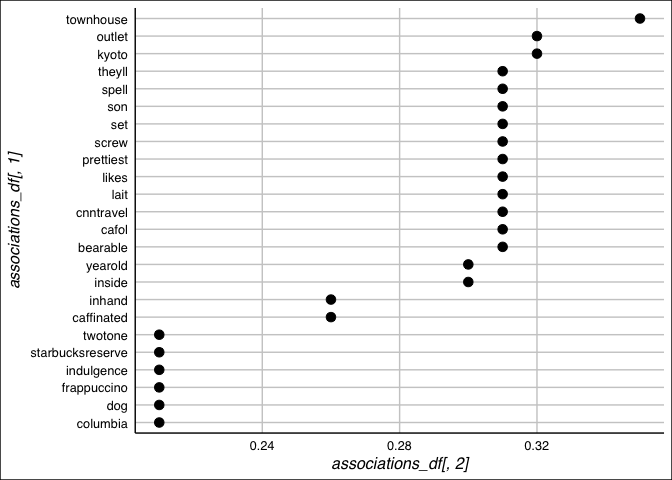 townhouse
outlet
kyoto
theyll
spell
son
set
screw
prettiest
likes
lait
cnntravel
cafol
bearable
yearold
inside
inhand
caffinated
twotone
starbucksreserve
indulgence
frappuccino
dog
columbia
associations_df[, 1]
0.24 0.28 0.32
associations_df[, 2]